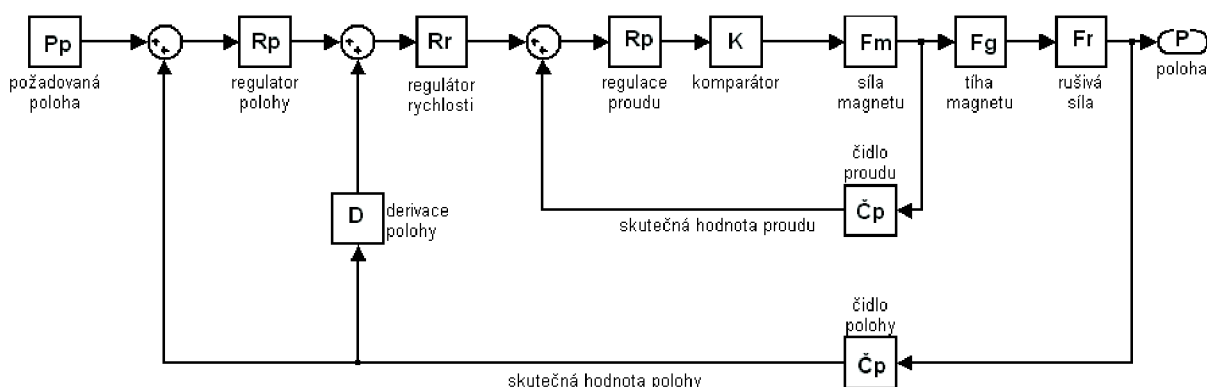 Pp
požadovaná
poloha
Rp
regulator
polohy
Rr
regulátor
rychlosti
Rp
regulace
proudu
K
komparátor
Fm
síla
magnetu
Fg
tíha
magnetu
Fr
rušivá
síla
P
poloha
čidlo
proudu
Čp
skutečná hodnota proudu
D
derivace
polohy
čidlo
polohy
Čp
skutečná hodnota polohy